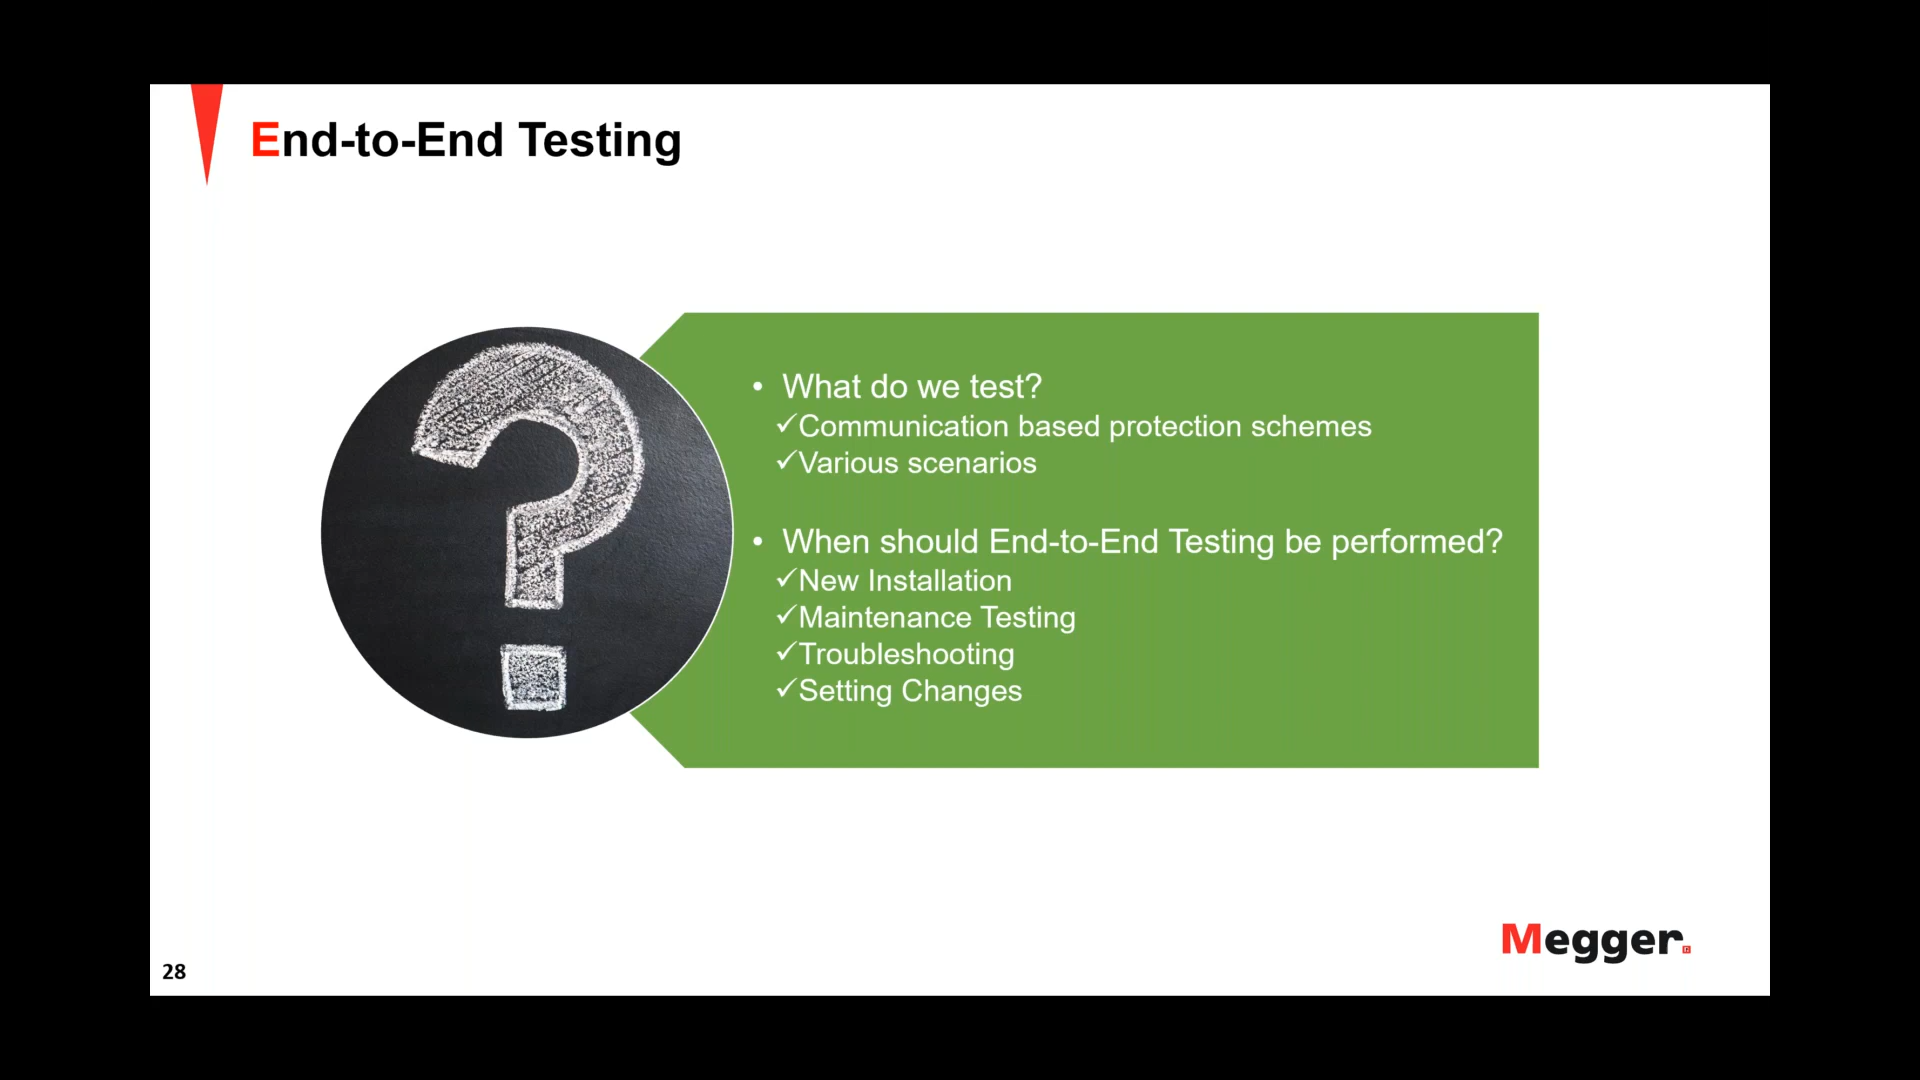 End-to-End Testing
• What do we test?
✓Communication based protection schemes
✓Various scenarios
• When should End-to-End Testing be performed?
✓New Installation
✓Maintenance Testing
✓Troubleshooting
✓Setting Changes
Megger
28